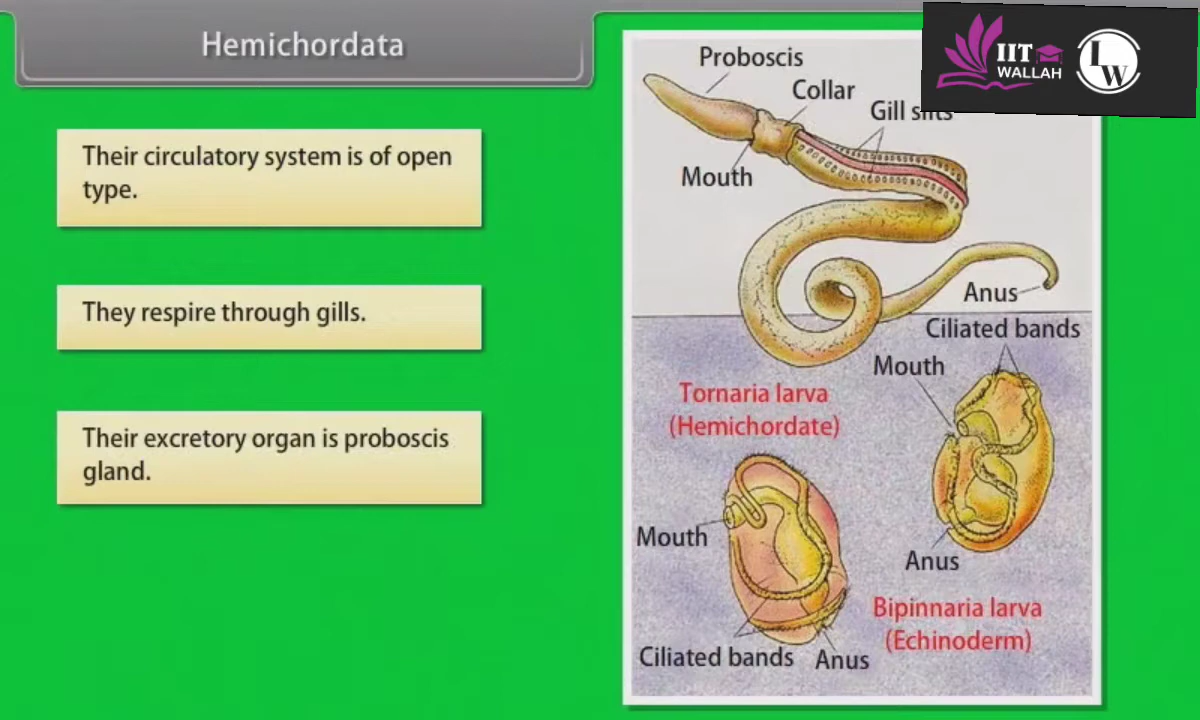 Hemichordata
Their circulatory system is of open
type.
They respire through gills.
Their excretory organ is proboscis
gland.
IIT
WALLAH
LW
Proboscis
Collar
Gill slits
Mouth
Anus
Ciliated bands
Mouth
Tornaria larva
(Hemichordate)
Mouth
Anus
Bipinnaria larva
(Echinoderm)
Ciliated bands
Anus